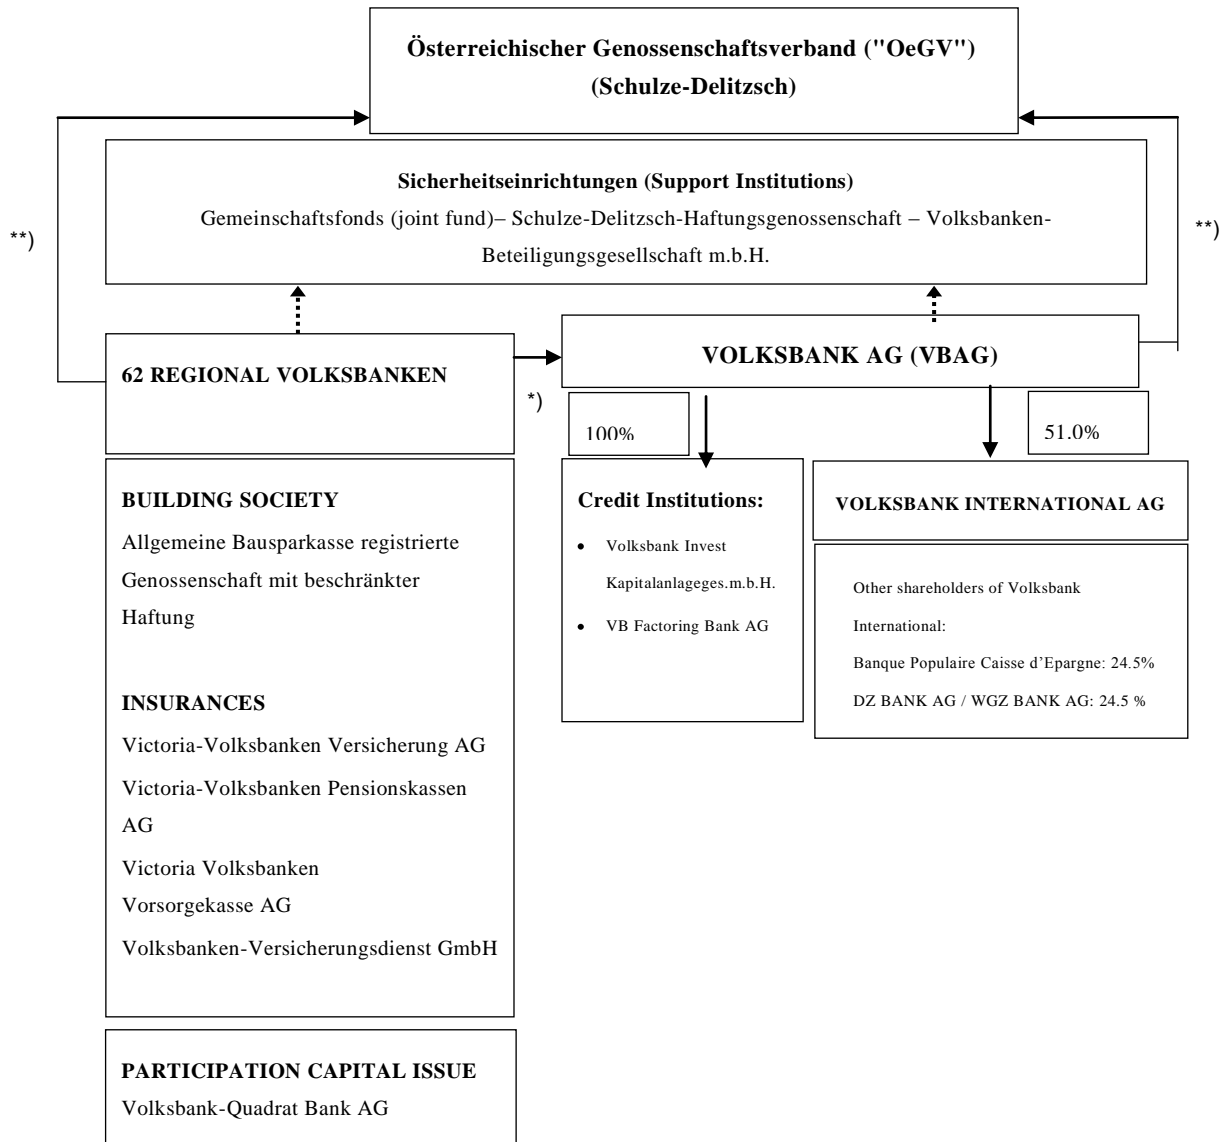 Österreichischer Genossenschaftsverband ("OeGV")
(Schulze-Delitzsch)
Sicherheitseinrichtungen (Support Institutions)
Gemeinschaftsfonds (joint fund)– Schulze-Delitzsch-Haftungsgenossenschaft – Volksbanken-
Beteiligungsgesellschaft m.b.H.
**)
**)
62 REGIONAL VOLKSBANKEN
*)
VOLKSBANK AG (VBAG)
100%
51.0%
BUILDING SOCIETY
Allgemeine Bausparkasse registrierte
Genossenschaft mit beschränkter
Haftung
INSURANCES
Victoria-Volksbanken Versicherung AG
Victoria-Volksbanken Pensionskassen
AG
Victoria Volksbanken
Vorsorgekasse AG
Volksbanken-Versicherungsdienst GmbH
Credit Institutions:
• Volksbank Invest
Kapitalanlageges.m.b.H.
• VB Factoring Bank AG
VOLKSBANK INTERNATIONAL AG
Other shareholders of Volksbank
International:
Banque Populaire Caisse d’Epargne: 24.5%
DZ BANK AG / WGZ BANK AG: 24.5 %
PARTICIPATION CAPITAL ISSUE
Volksbank-Quadrat Bank AG